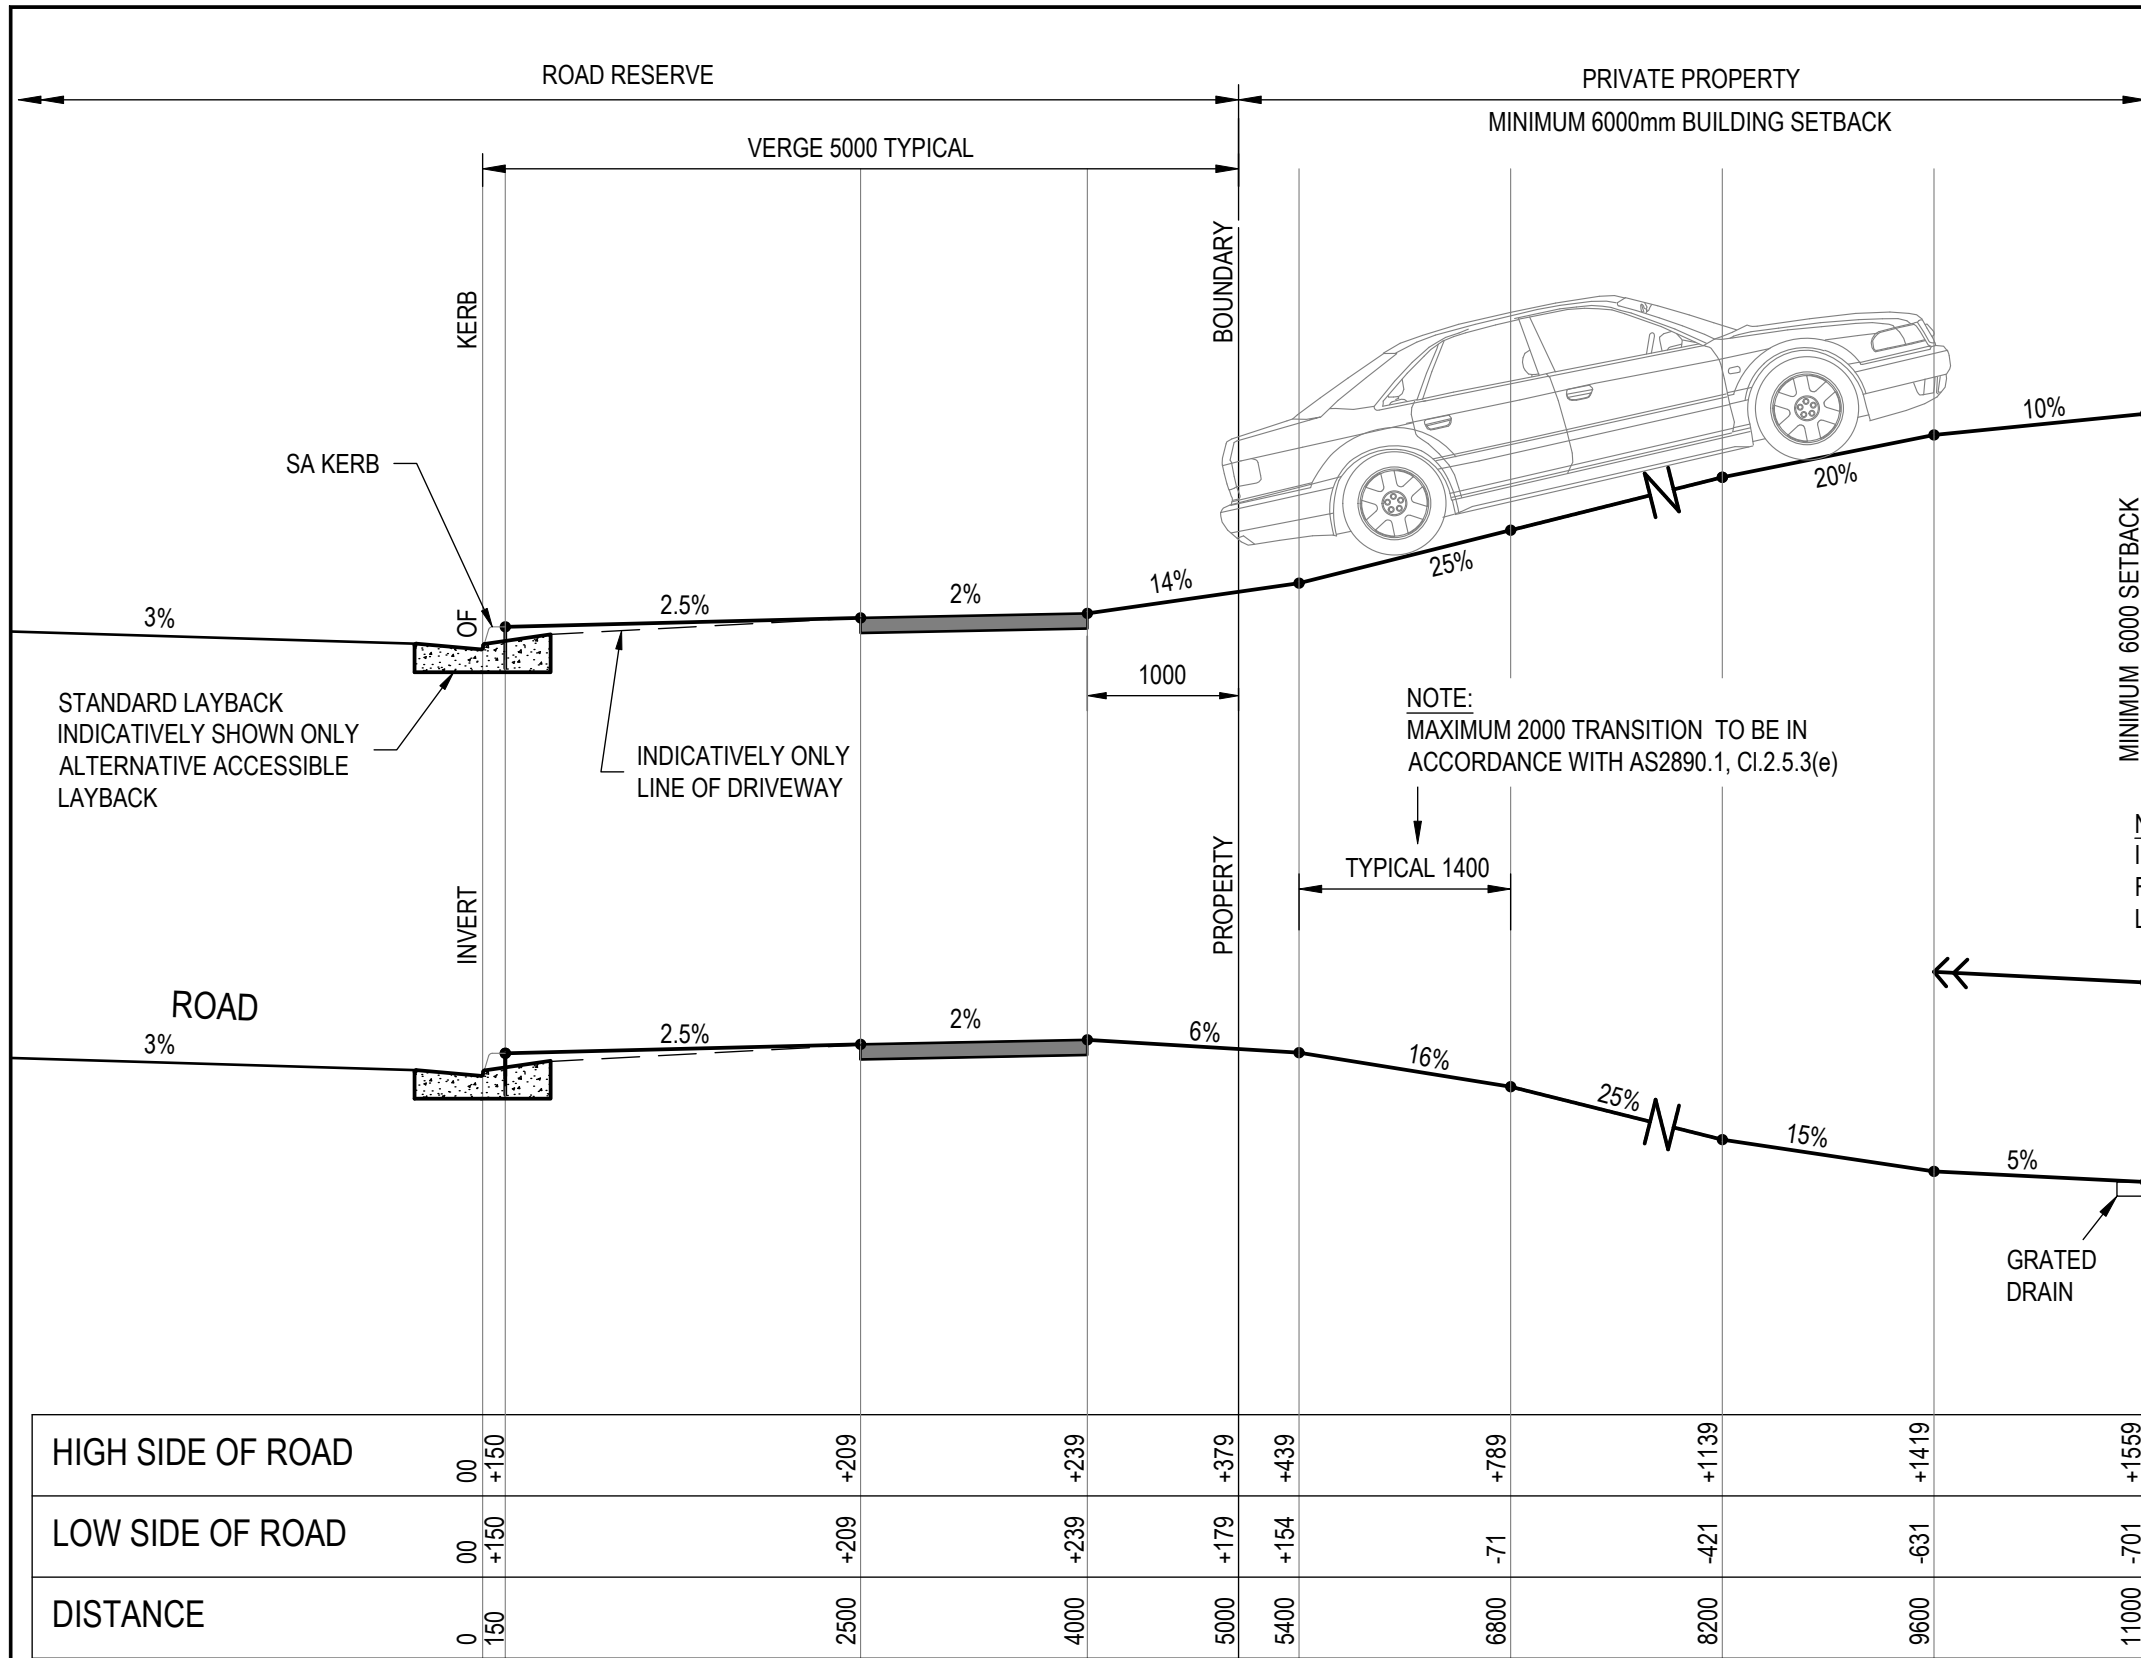 ROAD RESERVE
PRIVATE PROPERTY
MINIMUM 6000mm BUILDING SETBACK
VERGE 5000 TYPICAL
INVERT OF KERB
PROPERTY BOUNDARY
MINIMUM 6000 SETBACK
SA KERB
3%
2.5%
2%
14%
25%
20%
10%
1000
STANDARD LAYBACK
INDICATIVELY SHOWN ONLY
ALTERNATIVE ACCESSIBLE
LAYBACK
INDICATIVELY ONLY
LINE OF DRIVEWAY
NOTE:
MAXIMUM 2000 TRANSITION TO BE IN
ACCORDANCE WITH AS2890.1, Cl.2.5.3(e)
TYPICAL 1400
ROAD
3%
2.5%
2%
6%
16%
25%
15%
5%
GRATED
DRAIN
HIGH SIDE OF ROAD 00 +150 +209 +239 +379 +439 +789 +1139 +1419 +1559
LOW SIDE OF ROAD 00 +150 +209 +239 +179 +154 -71 -421 -631 -701
DISTANCE 0 150 2500 4000 5000 5400 6800 8200 9600 11000